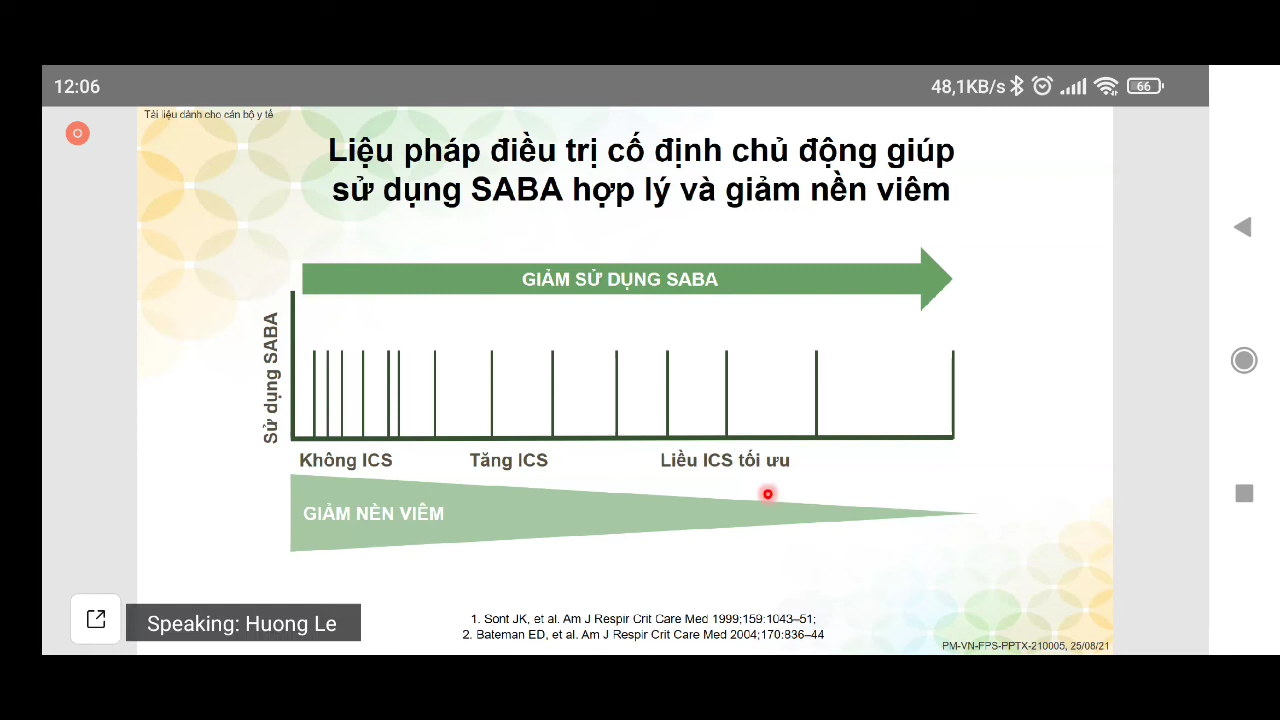 12:06
48,1KB/s
66
Tài liệu dành cho cán bộ y tế
Liệu pháp điều trị cố định chủ động giúp
sử dụng SABA hợp lý và giảm nền viêm
GIẢM SỬ DỤNG SABA
Sử dụng SABA
Không ICS
Tăng ICS
Liều ICS tối ưu
GIẢM NỀN VIÊM
Speaking: Huong Le
1. Sont JK, et al. Am J Respir Crit Care Med 1999;159:1043–51;
2. Bateman ED, et al. Am J Respir Crit Care Med 2004;170:836–44
PM-VN-FPS-PPTX-210005, 25/08/21